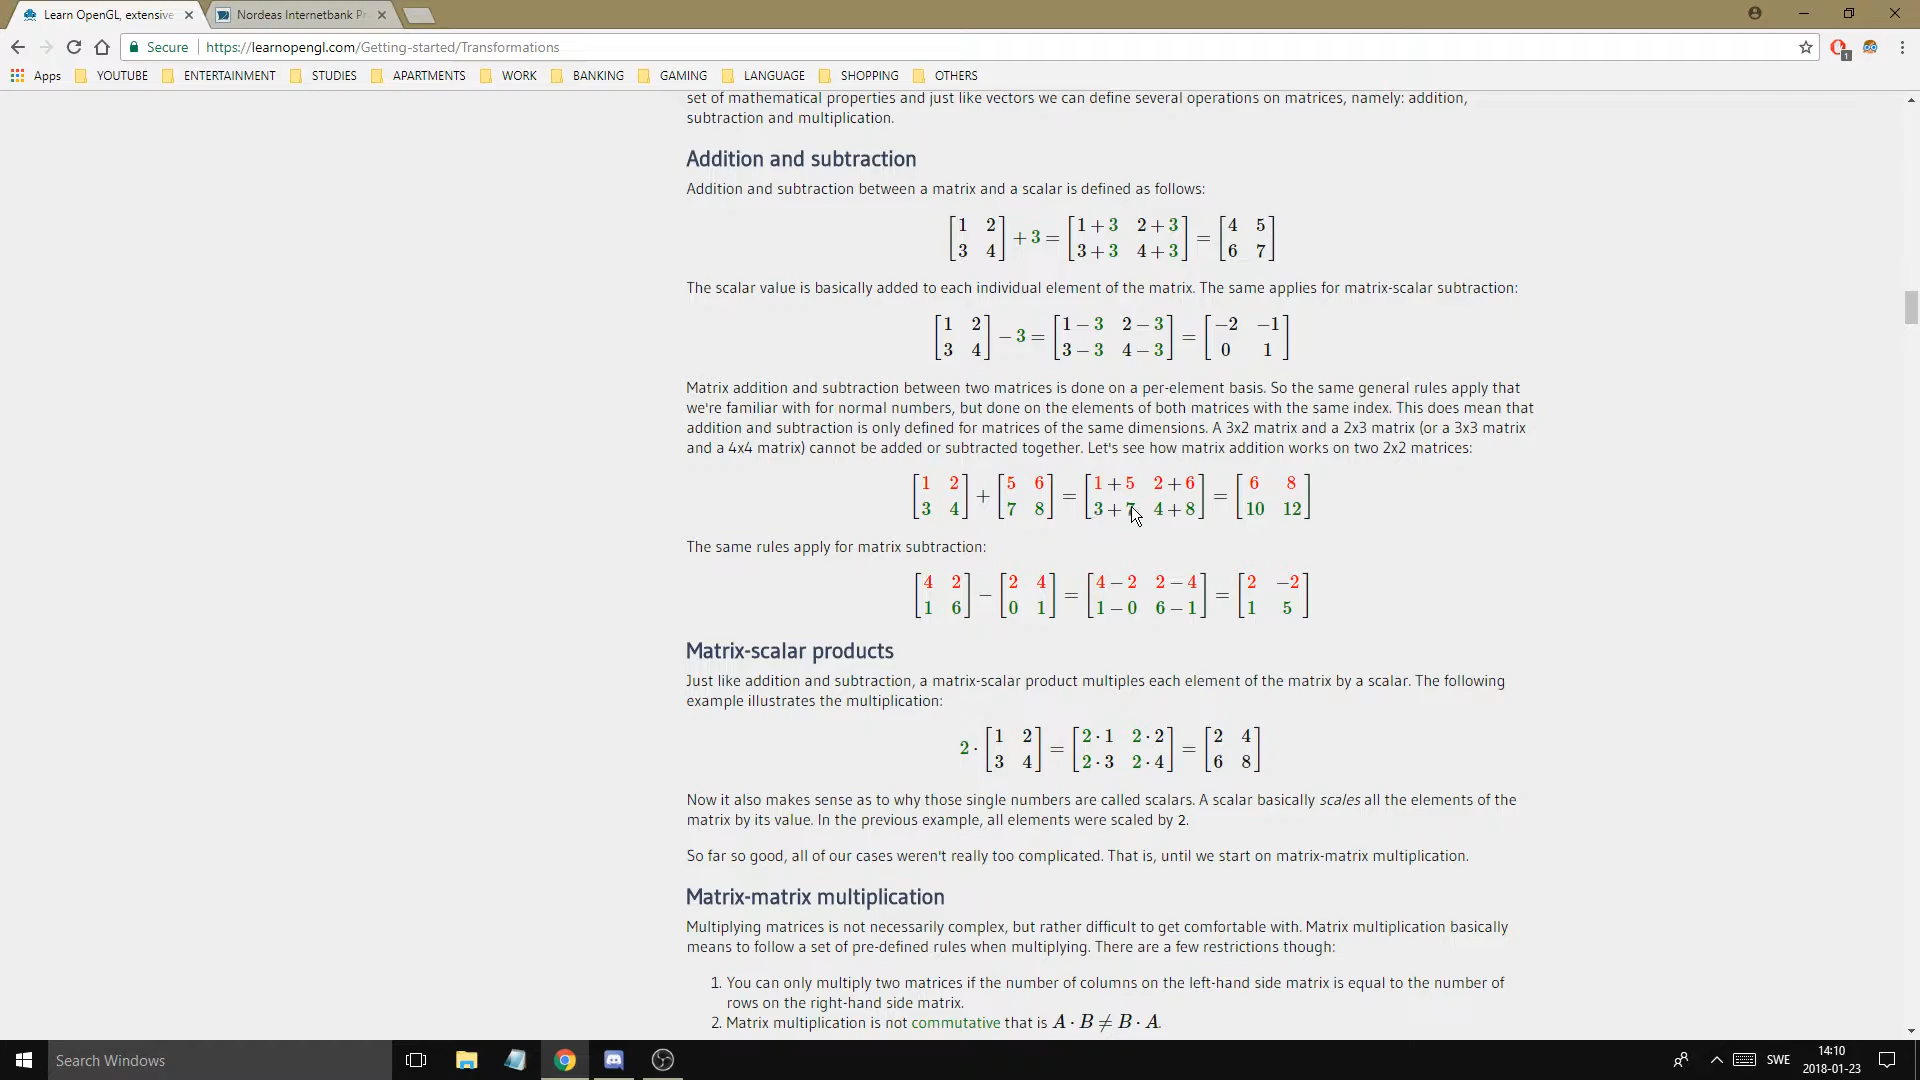 Learn OpenGL, extensive
Nordeas Internetbank Pr
Secure https://learnopengl.com/Getting-started/Transformations
Apps YOUTUBE ENTERTAINMENT STUDIES APARTMENTS WORK BANKING GAMING LANGUAGE SHOPPING OTHERS
set of mathematical properties and just like vectors we can define several operations on matrices, namely: addition,
subtraction and multiplication.
Addition and subtraction
Addition and subtraction between a matrix and a scalar is defined as follows:
[1 2; 3 4] + 3 = [1 + 3 2 + 3; 3 + 3 4 + 3] = [4 5; 6 7]
The scalar value is basically added to each individual element of the matrix. The same applies for matrix-scalar subtraction:
[1 2; 3 4] − 3 = [1 − 3 2 − 3; 3 − 3 4 − 3] = [−2 −1; 0 1]
Matrix addition and subtraction between two matrices is done on a per-element basis. So the same general rules apply that
we're familiar with for normal numbers, but done on the elements of both matrices with the same index. This does mean that
addition and subtraction is only defined for matrices of the same dimensions. A 3x2 matrix and a 2x3 matrix (or a 3x3 matrix
and a 4x4 matrix) cannot be added or subtracted together. Let's see how matrix addition works on two 2x2 matrices:
[1 2; 3 4] + [5 6; 7 8] = [1 + 5 2 + 6; 3 + 7 4 + 8] = [6 8; 10 12]
The same rules apply for matrix subtraction:
[4 2; 1 6] − [2 4; 0 1] = [4 − 2 2 − 4; 1 − 0 6 − 1] = [2 −2; 1 5]
Matrix-scalar products
Just like addition and subtraction, a matrix-scalar product multiples each element of the matrix by a scalar. The following
example illustrates the multiplication:
2 · [1 2; 3 4] = [2 · 1 2 · 2; 2 · 3 2 · 4] = [2 4; 6 8]
Now it also makes sense as to why those single numbers are called scalars. A scalar basically scales all the elements of the
matrix by its value. In the previous example, all elements were scaled by 2.
So far so good, all of our cases weren't really too complicated. That is, until we start on matrix-matrix multiplication.
Matrix-matrix multiplication
Multiplying matrices is not necessarily complex, but rather difficult to get comfortable with. Matrix multiplication basically
means to follow a set of pre-defined rules when multiplying. There are a few restrictions though:
1. You can only multiply two matrices if the number of columns on the left-hand side matrix is equal to the number of
rows on the right-hand side matrix.
2. Matrix multiplication is not commutative that is A · B ≠ B · A.
Search Windows
SWE
14:10
2018-01-23